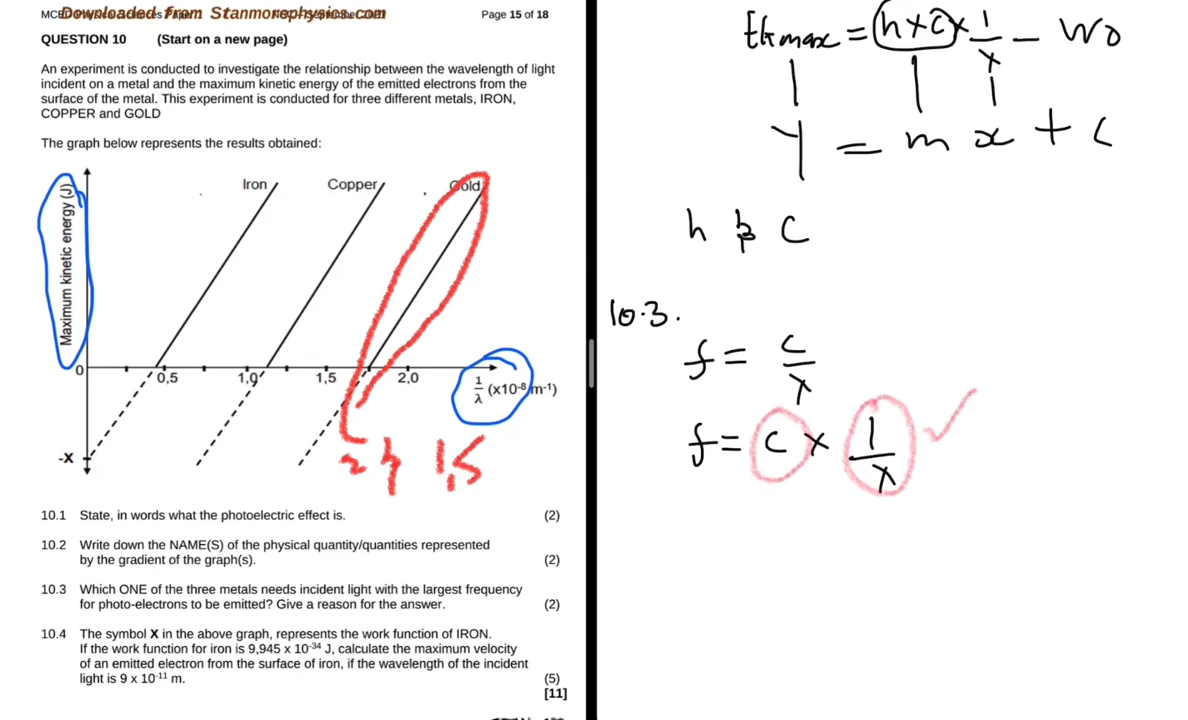 Downloaded from Stanmorephysics.com
Page 15 of 18
QUESTION 10 (Start on a new page)
An experiment is conducted to investigate the relationship between the wavelength of light
incident on a metal and the maximum kinetic energy of the emitted electrons from the
surface of the metal. This experiment is conducted for three different metals, IRON,
COPPER and GOLD
The graph below represents the results obtained:
Maximum kinetic energy (J)
Iron
Copper
Gold
0
0,5
1,0
1,5
2,0
1/λ (x10-8/m-1)
-X
1,5
10.1 State, in words what the photoelectric effect is. (2)
10.2 Write down the NAME(S) of the physical quantity/quantities represented
by the gradient of the graph(s). (2)
10.3 Which ONE of the three metals needs incident light with the largest frequency
for photo-electrons to be emitted? Give a reason for the answer. (2)
10.4 The symbol X in the above graph, represents the work function of IRON.
If the work function for iron is 9,945 x 10-34 J, calculate the maximum velocity
of an emitted electron from the surface of iron, if the wavelength of the incident
light is 9 x 10-11 m. (5)
[11]
Ekmax = (h×c) × 1/λ - W0
y = m x + c
h & c
10.3.
f = c/λ
f = c × 1/λ ✓